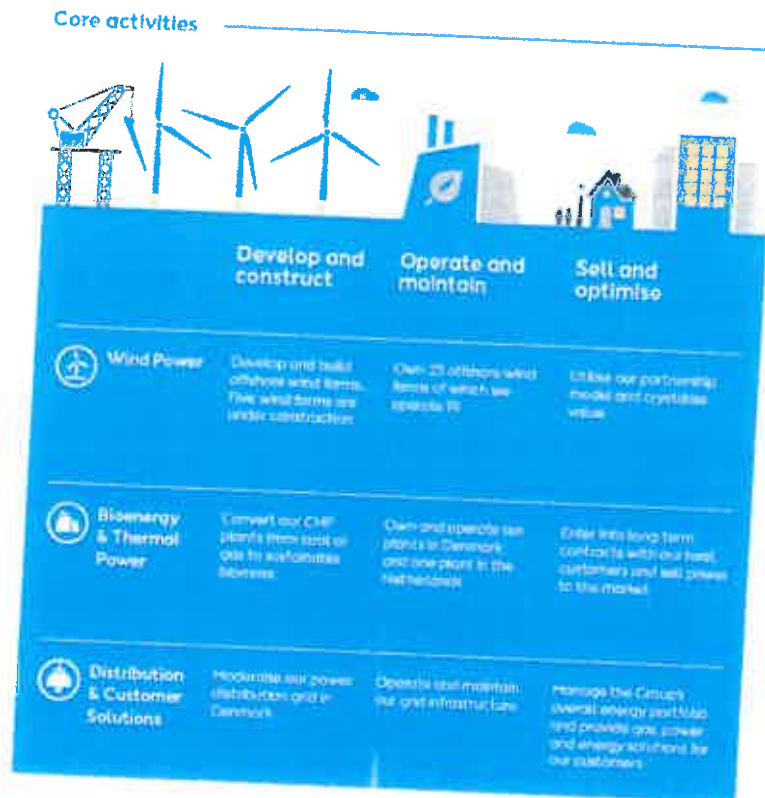 Core activities
Develop and
construct
Operate and
maintain
Sell and
optimise
Wind Power
Develop and build
offshore wind farms.
Five wind farms are
under construction
Own 23 offshore wind
farms of which we
operate
Utilise our partnership
model and crystallise
value
Bioenergy
& Thermal
Power
Convert our CHP
plants from coal or
gas to sustainable
biomass
Own and operate ten
plants in Denmark
and one plant in the
Netherlands
Enter into long term
contracts with our heat
customers and sell power
to the market
Distribution
& Customer
Solutions
Modernise our power
distribution grid in
Denmark
Operate and maintain
our grid infrastructure
Manage the Group's
overall energy portfolio
and provide gas, power
and energy solutions for
our customers